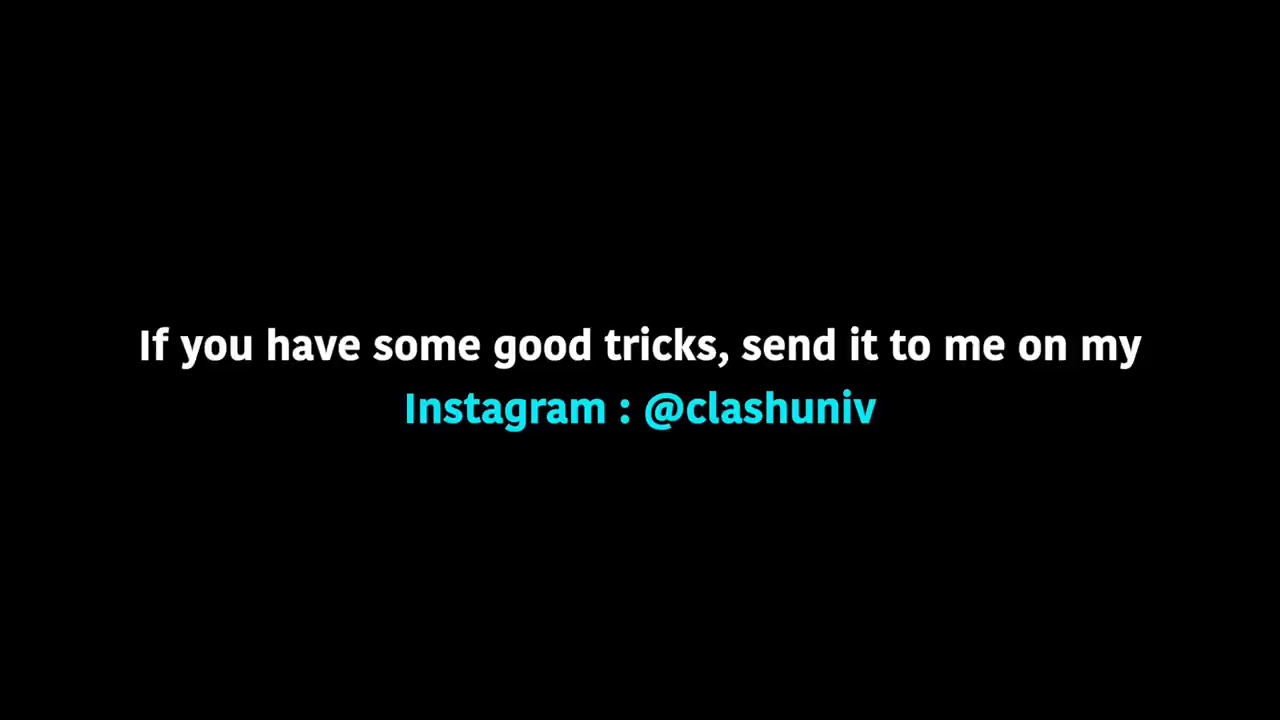 If you have some good tricks, send it to me on my
Instagram : @clashuniv